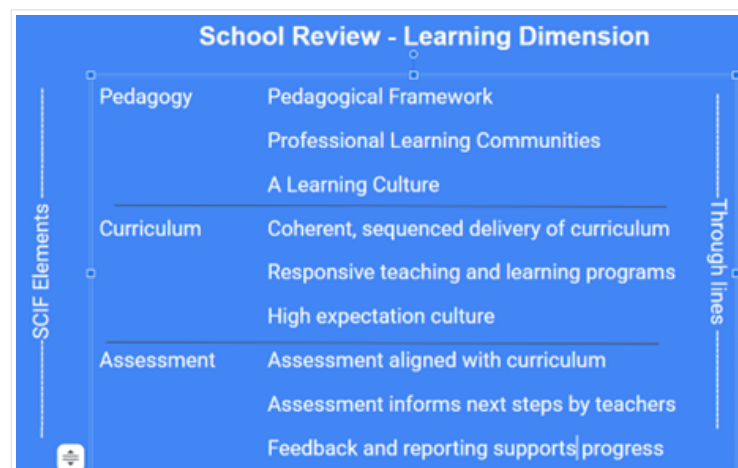 School Review - Learning Dimension
SCIF Elements
Pedagogy Pedagogical Framework
Professional Learning Communities
A Learning Culture
Curriculum Coherent, sequenced delivery of curriculum
Responsive teaching and learning programs
High expectation culture
Assessment Assessment aligned with curriculum
Assessment informs next steps by teachers
Feedback and reporting supports progress
Through lines